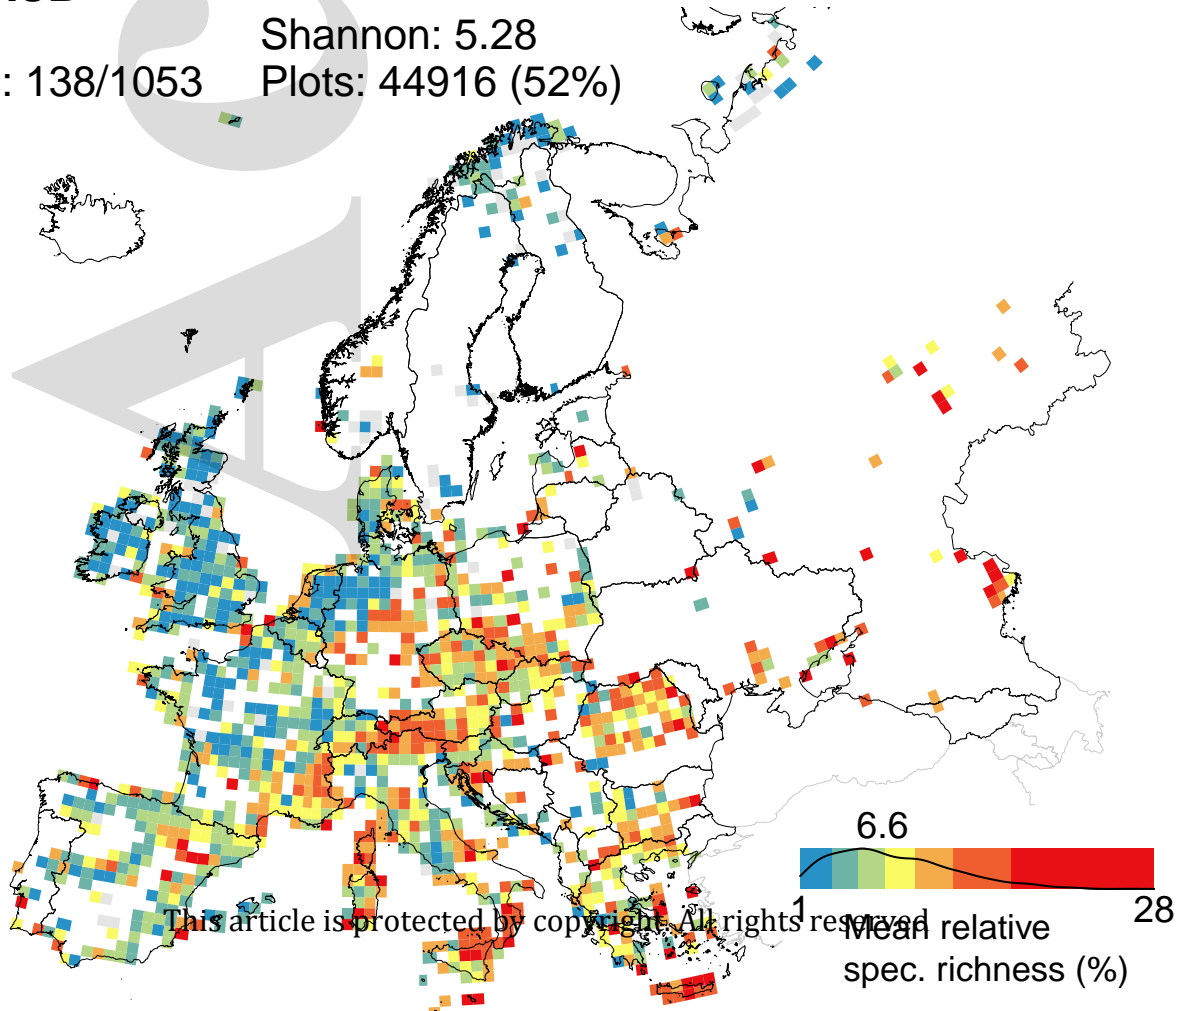 Shannon: 5.28
: 138/1053 Plots: 44916 (52%)
6.6
1 28
Mean relative
spec. richness (%)
This article is protected by copyright. All rights reserved